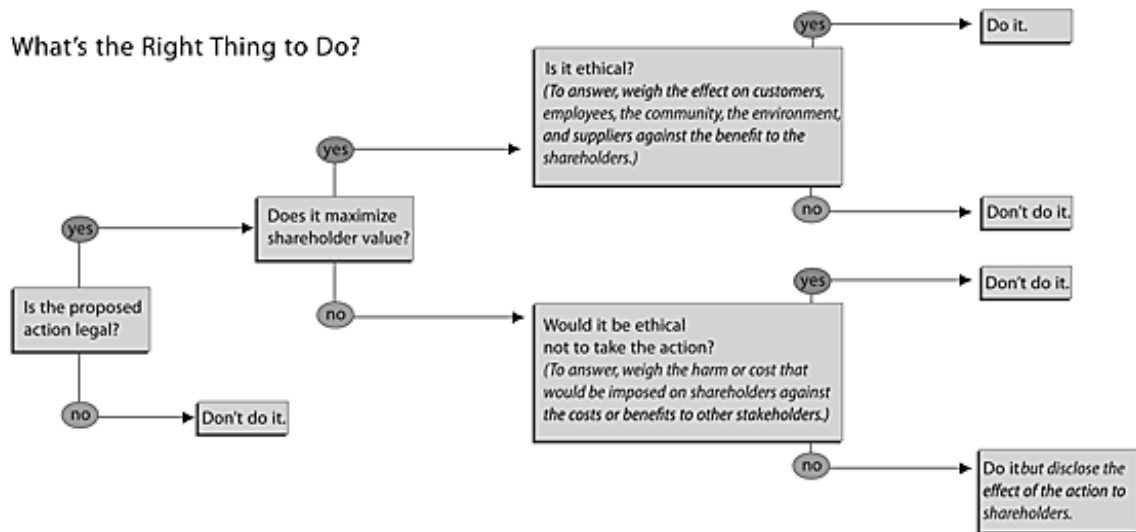 What's the Right Thing to Do?
Is the proposed
action legal?
yes
no
Don't do it.
Does it maximize
shareholder value?
yes
no
Is it ethical?
(To answer, weigh the effect on customers,
employees, the community, the environment,
and suppliers against the benefit to the
shareholders.)
yes
Do it.
no
Don't do it.
Would it be ethical
not to take the action?
(To answer, weigh the harm or cost that
would be imposed on shareholders against
the costs or benefits to other stakeholders.)
yes
Don't do it.
no
Do it but disclose the
effect of the action to
shareholders.